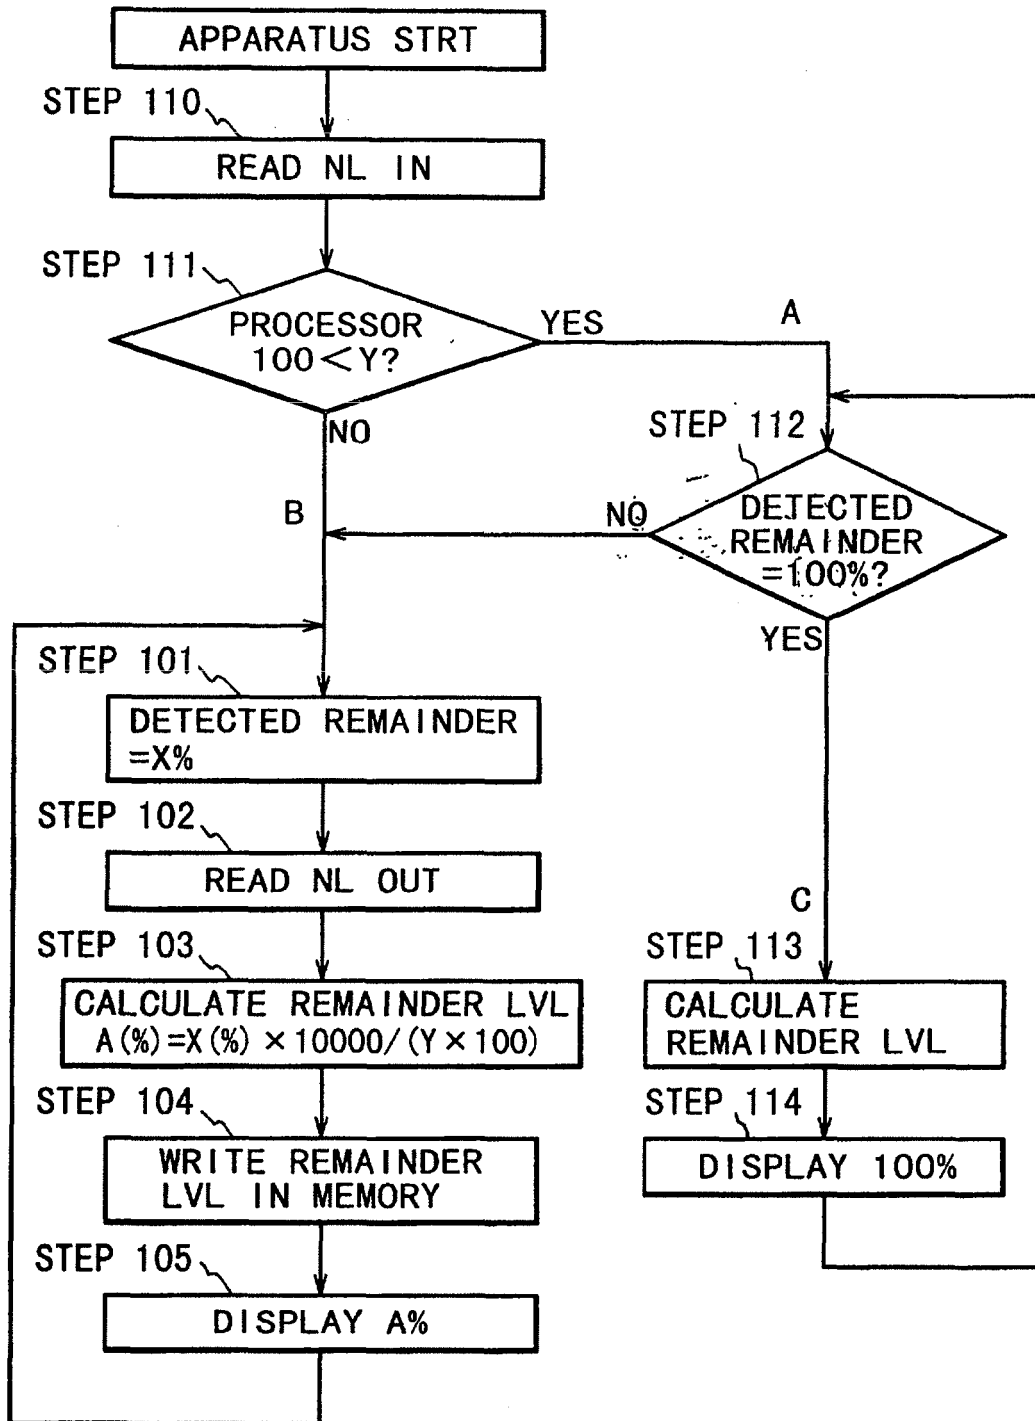 APPARATUS STRT
STEP 110
READ NL IN
STEP 111
PROCESSOR
100<Y?
YES
A
NO
STEP 112
DETECTED
REMAINDER
=100%?
NO
B
YES
STEP 101
DETECTED REMAINDER
=X%
STEP 102
READ NL OUT
C
STEP 103
CALCULATE REMAINDER LVL
A(%)=X(%)×10000/(Y×100)
STEP 113
CALCULATE
REMAINDER LVL
STEP 104
WRITE REMAINDER
LVL IN MEMORY
STEP 114
DISPLAY 100%
STEP 105
DISPLAY A%